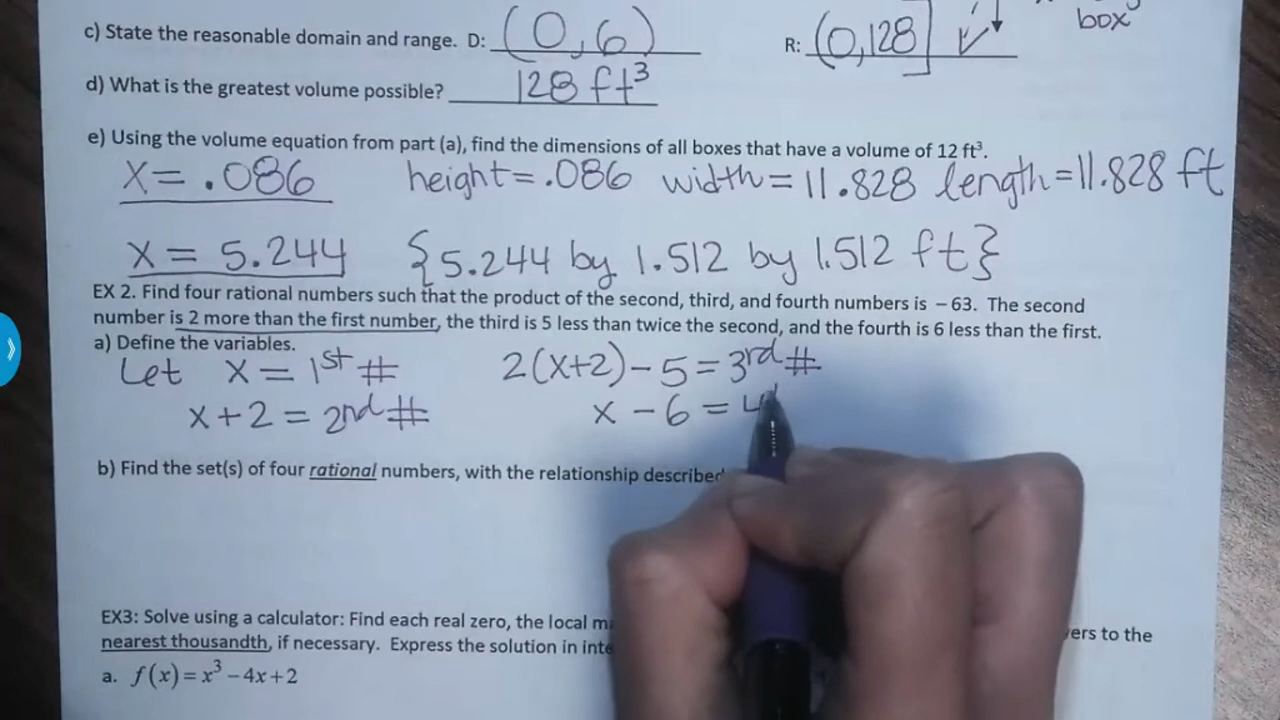 c) State the reasonable domain and range. D: (0,6) R: (0,128] box
d) What is the greatest volume possible? 128 ft³
e) Using the volume equation from part (a), find the dimensions of all boxes that have a volume of 12 ft³.
x = .086 height = .086 width = 11.828 length = 11.828 ft
x = 5.244 {5.244 by 1.512 by 1.512 ft}
EX 2. Find four rational numbers such that the product of the second, third, and fourth numbers is – 63. The second
number is 2 more than the first number, the third is 5 less than twice the second, and the fourth is 6 less than the first.
a) Define the variables.
Let x = 1st # 2(x+2) – 5 = 3rd #
x + 2 = 2nd # x – 6 = 4
b) Find the set(s) of four rational numbers, with the relationship described
EX3: Solve using a calculator: Find each real zero, the local
nearest thousandth, if necessary. Express the solution in to the
a. f(x) = x³ – 4x + 2